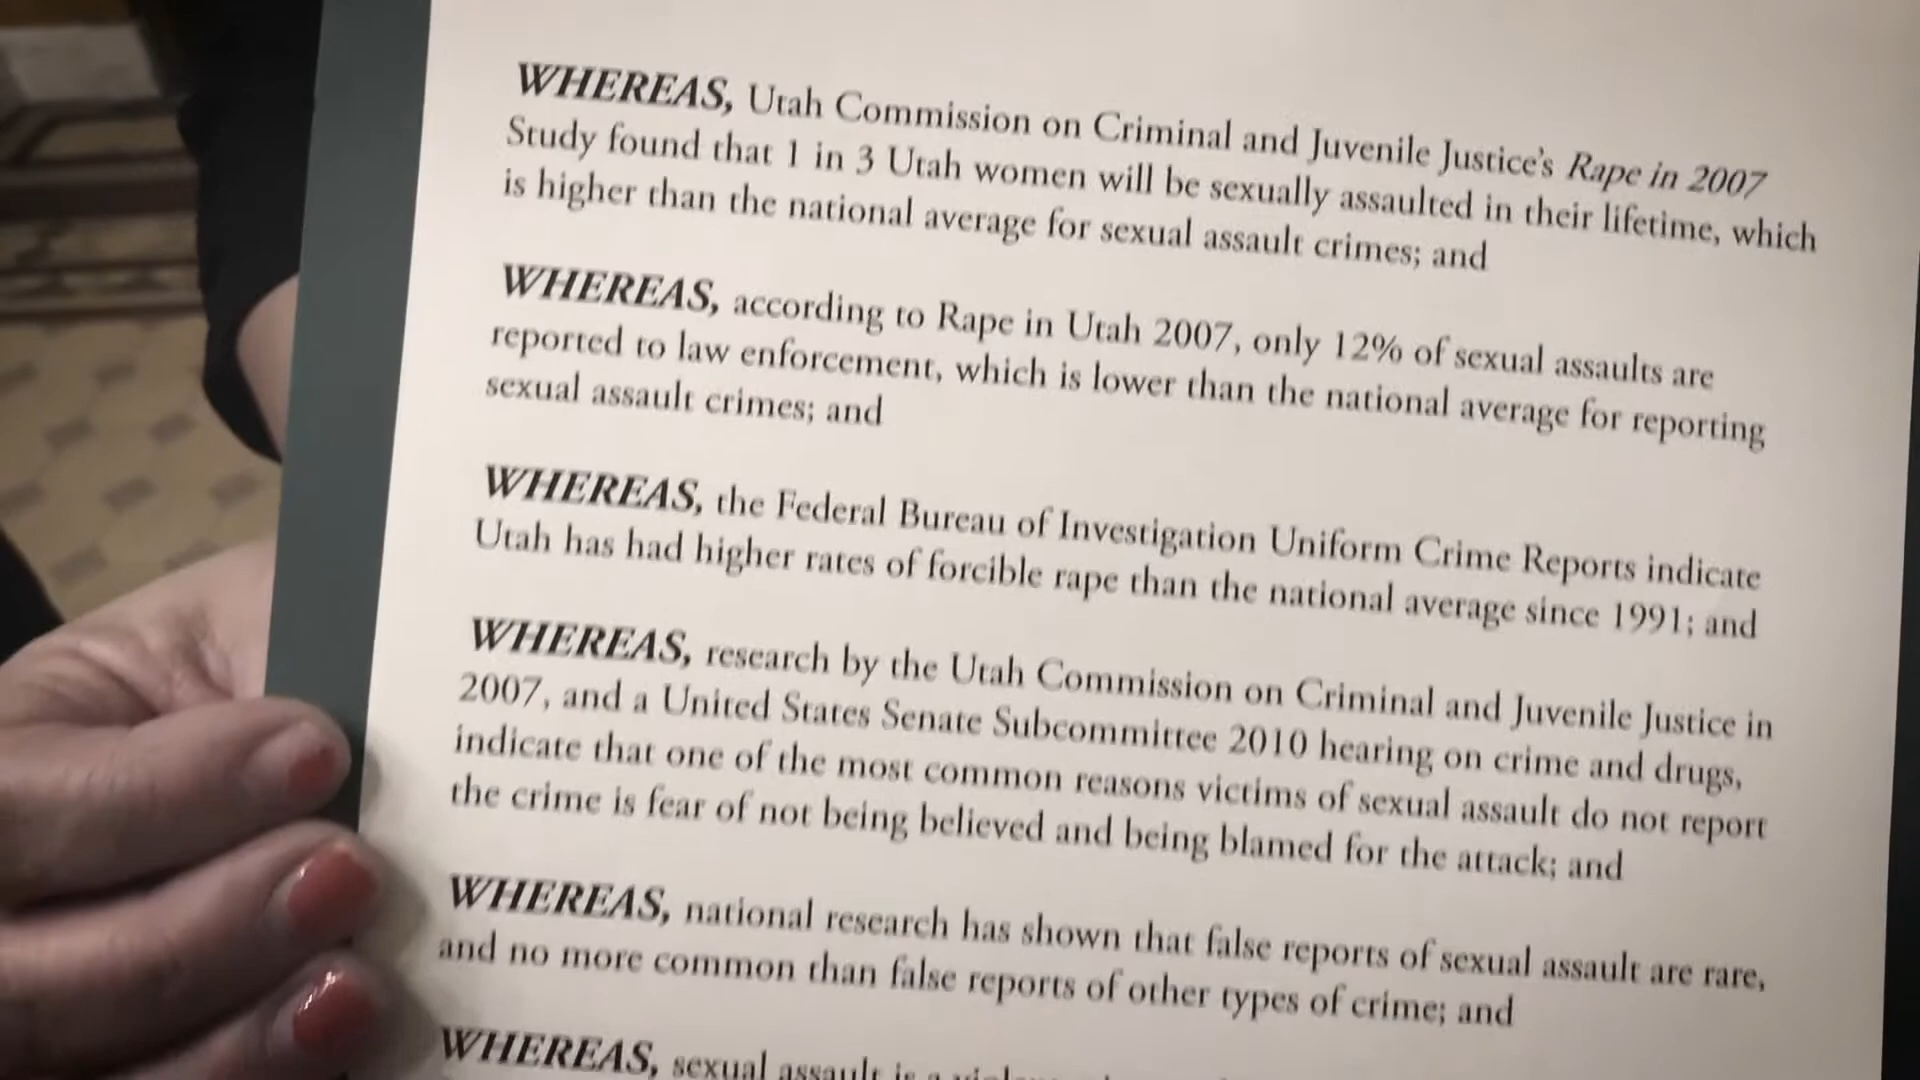 WHEREAS, Utah Commission on Criminal and Juvenile Justice's Rape in 2007
Study found that 1 in 3 Utah women will be sexually assaulted in their lifetime, which
is higher than the national average for sexual assault crimes; and
WHEREAS, according to Rape in Utah 2007, only 12% of sexual assaults are
reported to law enforcement, which is lower than the national average for reporting
sexual assault crimes; and
WHEREAS, the Federal Bureau of Investigation Uniform Crime Reports indicate
Utah has had higher rates of forcible rape than the national average since 1991; and
WHEREAS, research by the Utah Commission on Criminal and Juvenile Justice in
2007, and a United States Senate Subcommittee 2010 hearing on crime and drugs,
indicate that one of the most common reasons victims of sexual assault do not report
the crime is fear of not being believed and being blamed for the attack; and
WHEREAS, national research has shown that false reports of sexual assault are rare,
and no more common than false reports of other types of crime; and
WHEREAS, sexual assault is a